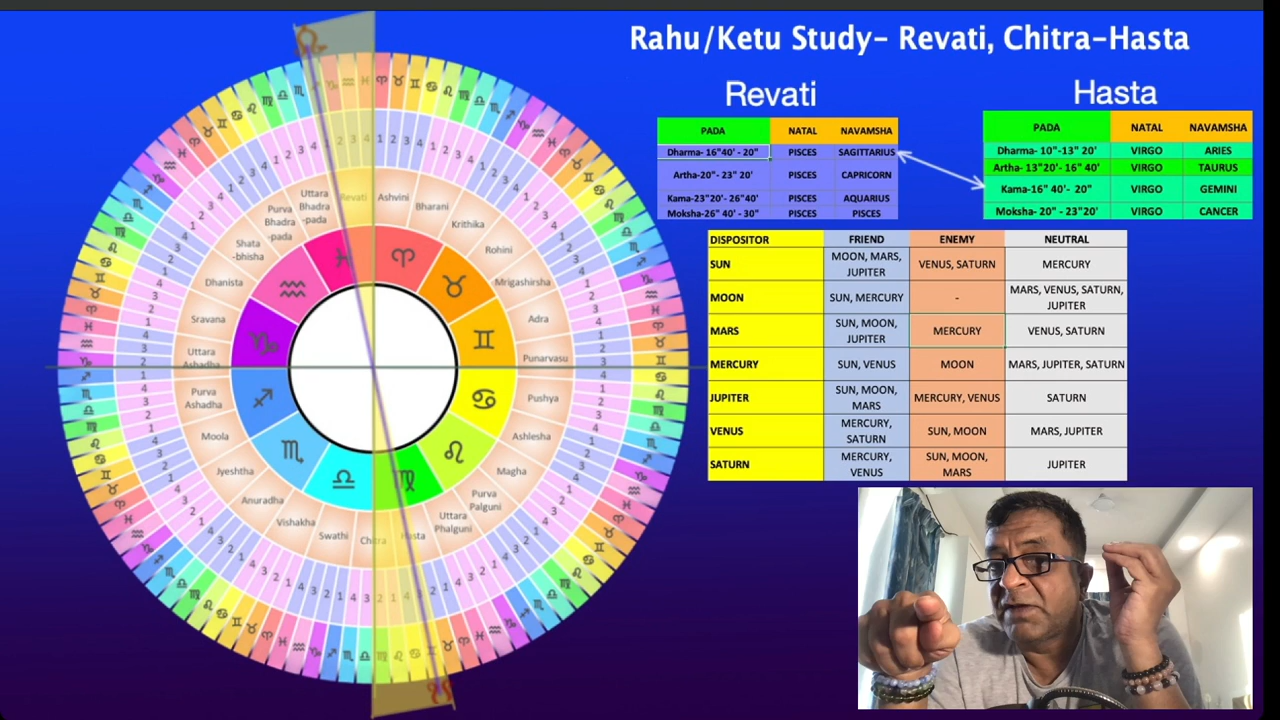 Rahu/Ketu Study- Revati, Chitra-Hasta
Revati
PADA NATAL NAVAMSHA
Dharma- 16°40' - 20" PISCES SAGITTARIUS
Artha-20"- 23" 20' PISCES CAPRICORN
Kama-23"20'- 26"40' PISCES AQUARIUS
Moksha-26" 40' - 30" PISCES PISCES
Hasta
PADA NATAL NAVAMSHA
Dharma- 10"-13" 20' VIRGO ARIES
Artha- 13"20'- 16" 40' VIRGO TAURUS
Kama-16" 40'- 20" VIRGO GEMINI
Moksha- 20" - 23"20' VIRGO CANCER
DISPOSITOR FRIEND ENEMY NEUTRAL
SUN MOON, MARS, JUPITER VENUS, SATURN MERCURY
MOON SUN, MERCURY - MARS, VENUS, SATURN, JUPITER
MARS SUN, MOON, JUPITER MERCURY VENUS, SATURN
MERCURY SUN, VENUS MOON MARS, JUPITER, SATURN
JUPITER SUN, MOON, MARS MERCURY, VENUS SATURN
VENUS MERCURY, SATURN SUN, MOON MARS, JUPITER
SATURN MERCURY, VENUS SUN, MOON, MARS JUPITER
Revati
Ashvini
Bharani
Krithika
Rohini
Mrigashirsha
Adra
Punarvasu
Pushya
Ashlesha
Magha
Purva
Palguni
Uttara
Phalguni
Hasta
Chitra
Swathi
Vishakha
Anuradha
Jyeshtha
Moola
Purva
Ashadha
Uttara
Ashadha
Sravana
Dhanista
Shata
-bhisha
Purva
Bhadra
-pada
Uttara
Bhadra
-pada